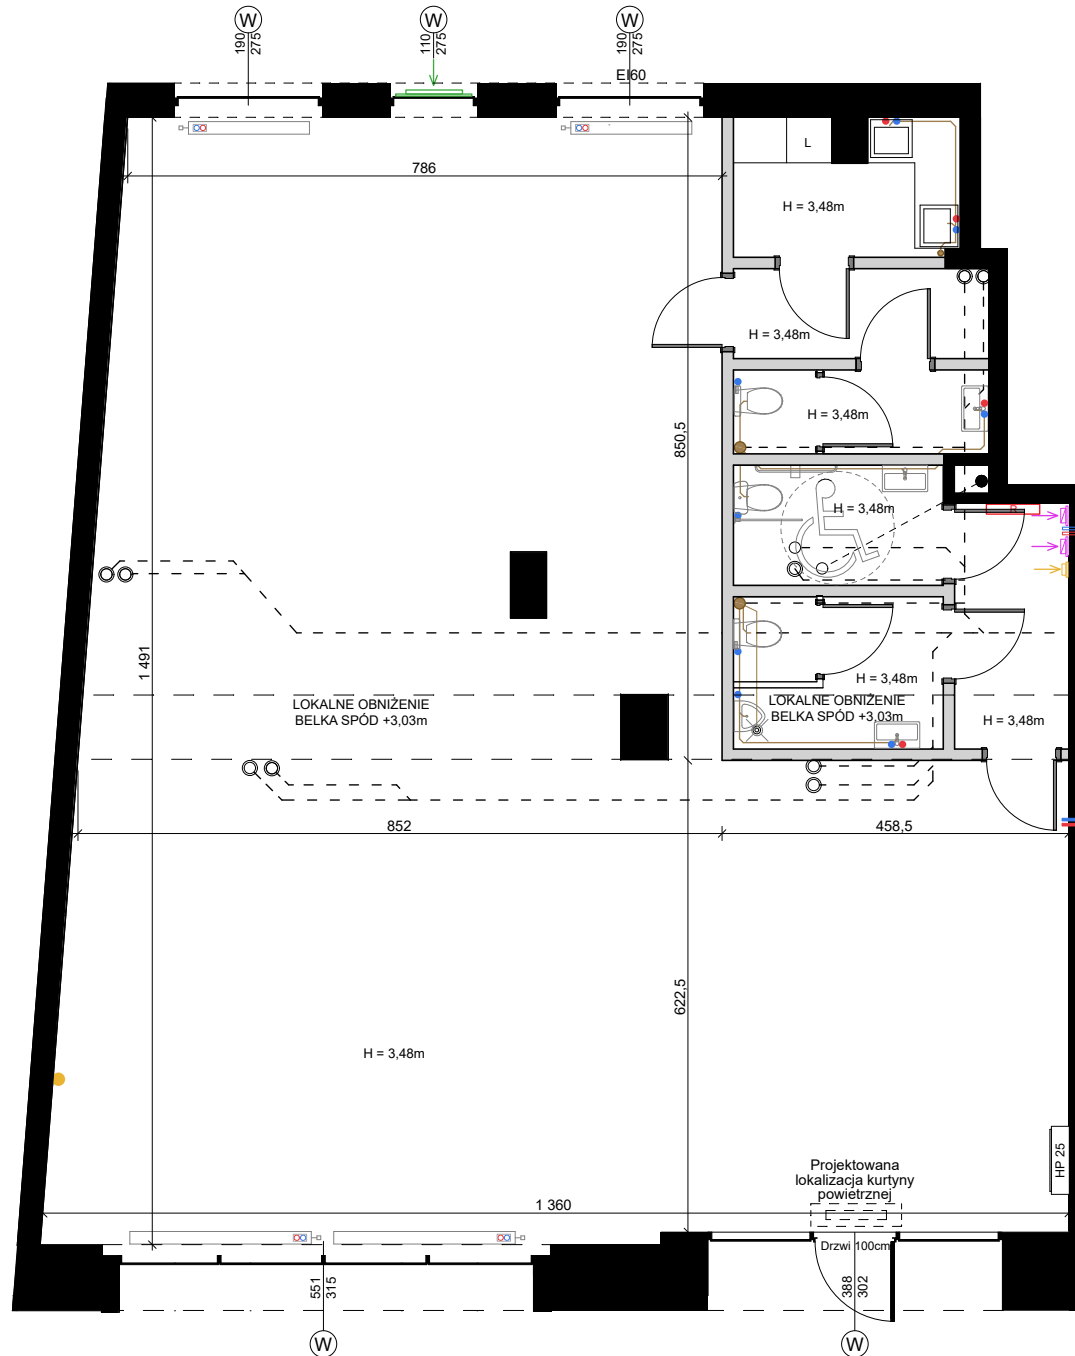 W
W
W
190
275
110
275
190
275
EI60
786
L
H = 3,48m
H = 3,48m
H = 3,48m
850,5
H = 3,48m
1 491
H = 3,48m
LOKALNE OBNIŻENIE
BELKA SPÓD +3,03m
LOKALNE OBNIŻENIE
BELKA SPÓD +3,03m
H = 3,48m
852
458,5
622,5
H = 3,48m
HP 25
Projektowana
lokalizacja kurtyny
powietrznej
1 360
Drzwi 100cm
551
315
388
302
W
W